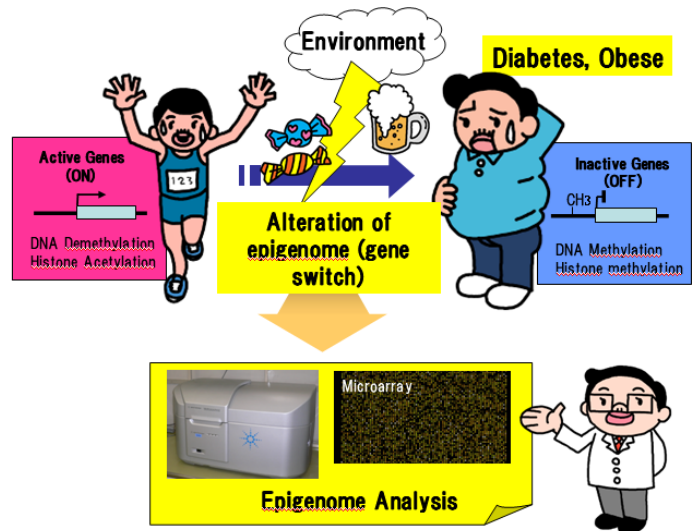 Environment
Diabetes, Obese
Active Genes
(ON)
DNA Demethylation
Histone Acetylation
123
Alteration of
epigenome (gene
switch)
Inactive Genes
(OFF)
CH3
DNA Methylation
Histone methylation
Microarray
Epigenome Analysis